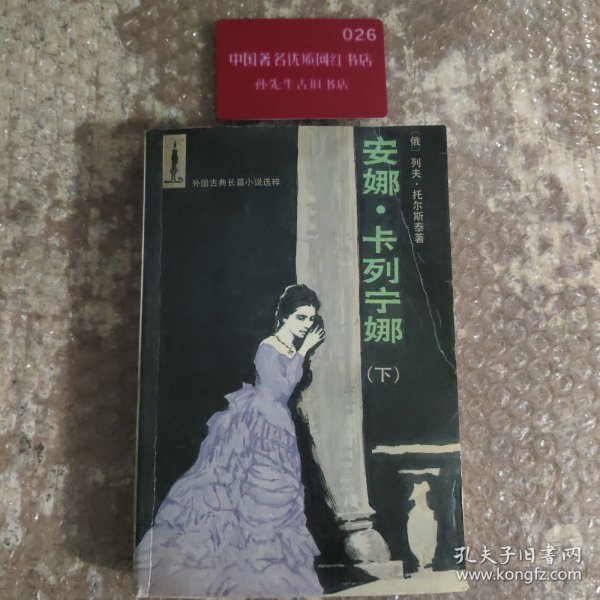 026
中国著名优质网红书店
孙先生古旧书店
外国古典长篇小说选粹
〔俄〕列夫·托尔斯泰著
安娜·卡列宁娜
(下)
孔夫子旧书网
www.kongfz.com